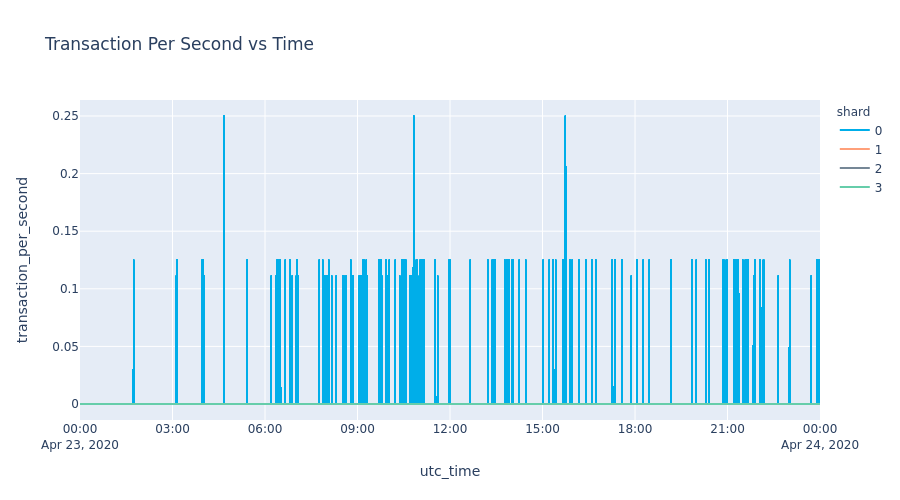 Transaction Per Second vs Time
shard
0
1
2
3
0.25
0.2
0.15
0.1
0.05
0
transaction_per_second
00:00 03:00 06:00 09:00 12:00 15:00 18:00 21:00 00:00
Apr 23, 2020 Apr 24, 2020
utc_time